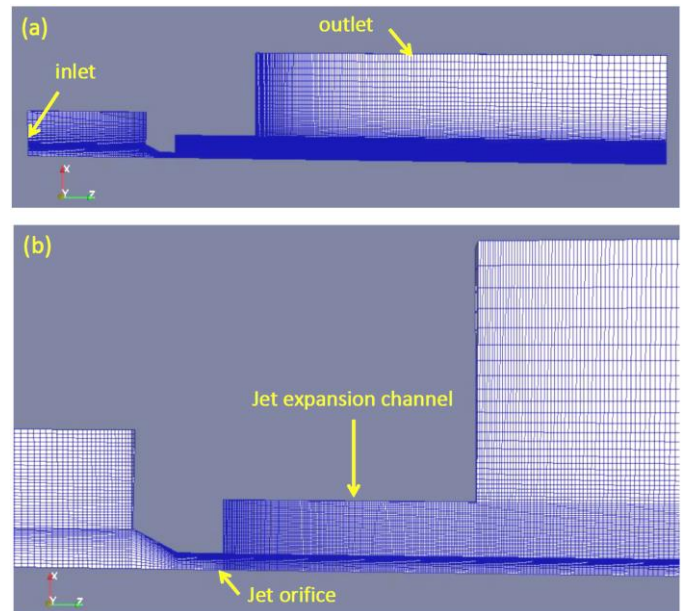 (a)
outlet
inlet
X
Y Z
(b)
Jet expansion channel
X
Y Z
Jet orifice